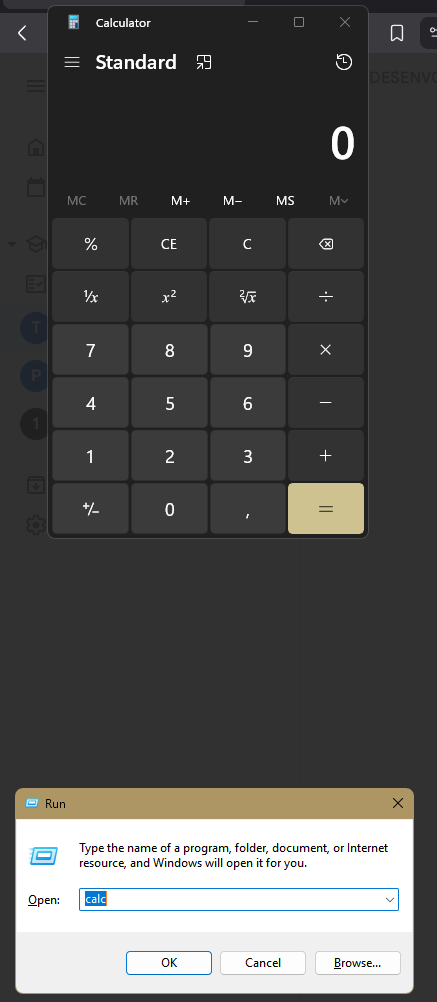 Calculator
Standard
DESENVO
0
MC MR M+ M− MS M
% CE C
¹/x x² ²√x ÷
7 8 9 ×
4 5 6 −
1 2 3 +
+/− 0 , =
T
P
1
Run
Type the name of a program, folder, document, or Internet
resource, and Windows will open it for you.
Open: calc
OK Cancel Browse...